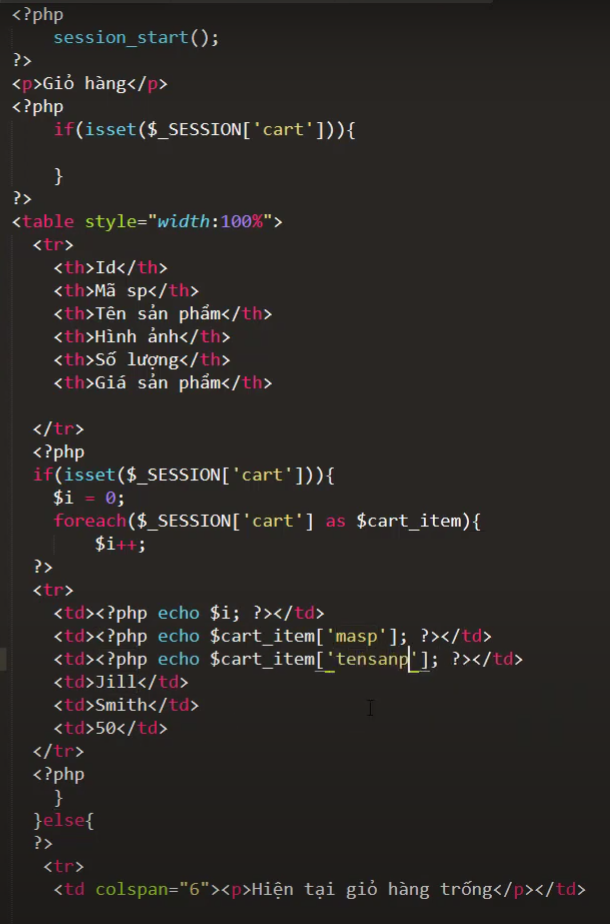 <?php
    session_start();
?>
<p>Giỏ hàng</p>
<?php
    if(isset($_SESSION['cart'])){
    }
?>
<table style="width:100%">
  <tr>
    <th>Id</th>
    <th>Mã sp</th>
    <th>Tên sản phẩm</th>
    <th>Hình ảnh</th>
    <th>Số lượng</th>
    <th>Giá sản phẩm</th>
  </tr>
  <?php
  if(isset($_SESSION['cart'])){
    $i = 0;
    foreach($_SESSION['cart'] as $cart_item){
        $i++;
  ?>
  <tr>
    <td><?php echo $i; ?></td>
    <td><?php echo $cart_item['masp']; ?></td>
    <td><?php echo $cart_item['tensanp']; ?></td>
    <td>Jill</td>
    <td>Smith</td>
    <td>50</td>
  </tr>
  <?php
    }
  }else{
  ?>
   <tr>
    <td colspan="6"><p>Hiện tại giỏ hàng trống</p></td>